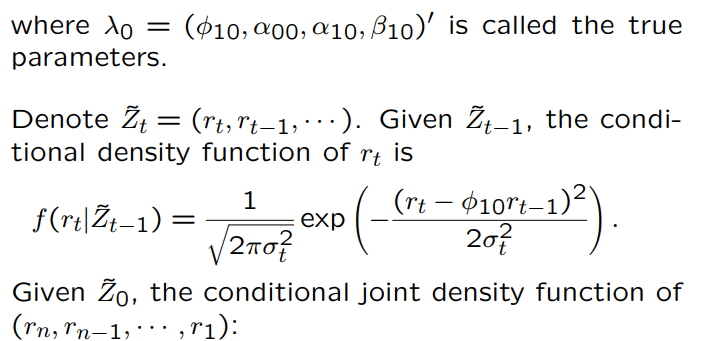 where λ₀ = (ϕ₁₀, α₀₀, α₁₀, β₁₀)′ is called the true
parameters.
Denote Z̃ₜ = (rₜ, rₜ₋₁, ⋯). Given Z̃ₜ₋₁, the condi-
tional density function of rₜ is
f(rₜ|Z̃ₜ₋₁) = 1/√(2πσₜ²) exp(−(rₜ − ϕ₁₀rₜ₋₁)²/(2σₜ²)).
Given Z̃₀, the conditional joint density function of
(rₙ, rₙ₋₁, ⋯, r₁):